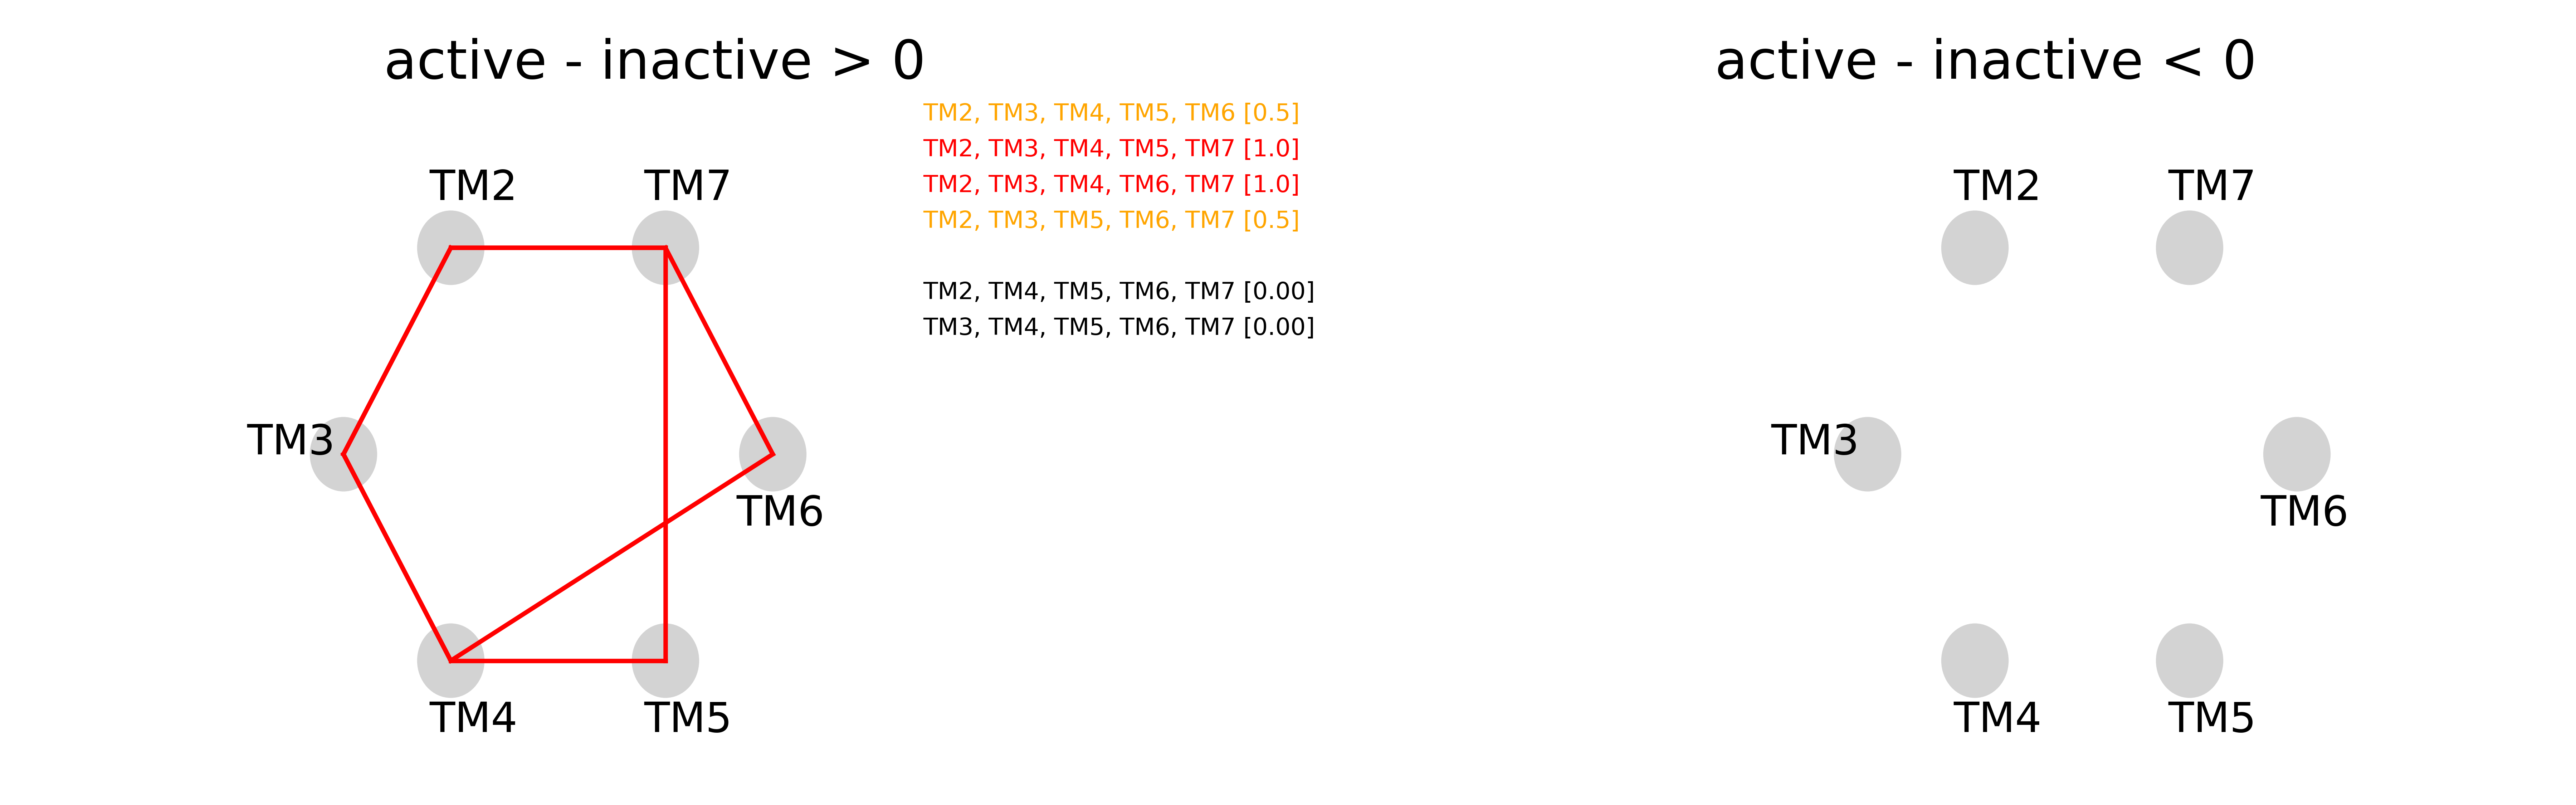 active - inactive > 0
TM2, TM3, TM4, TM5, TM6 [0.5]
TM2, TM3, TM4, TM5, TM7 [1.0]
TM2, TM3, TM4, TM6, TM7 [1.0]
TM2, TM3, TM5, TM6, TM7 [0.5]
TM2, TM4, TM5, TM6, TM7 [0.00]
TM3, TM4, TM5, TM6, TM7 [0.00]
TM2
TM7
TM3
TM6
TM4
TM5
active - inactive < 0
TM2
TM7
TM3
TM6
TM4
TM5